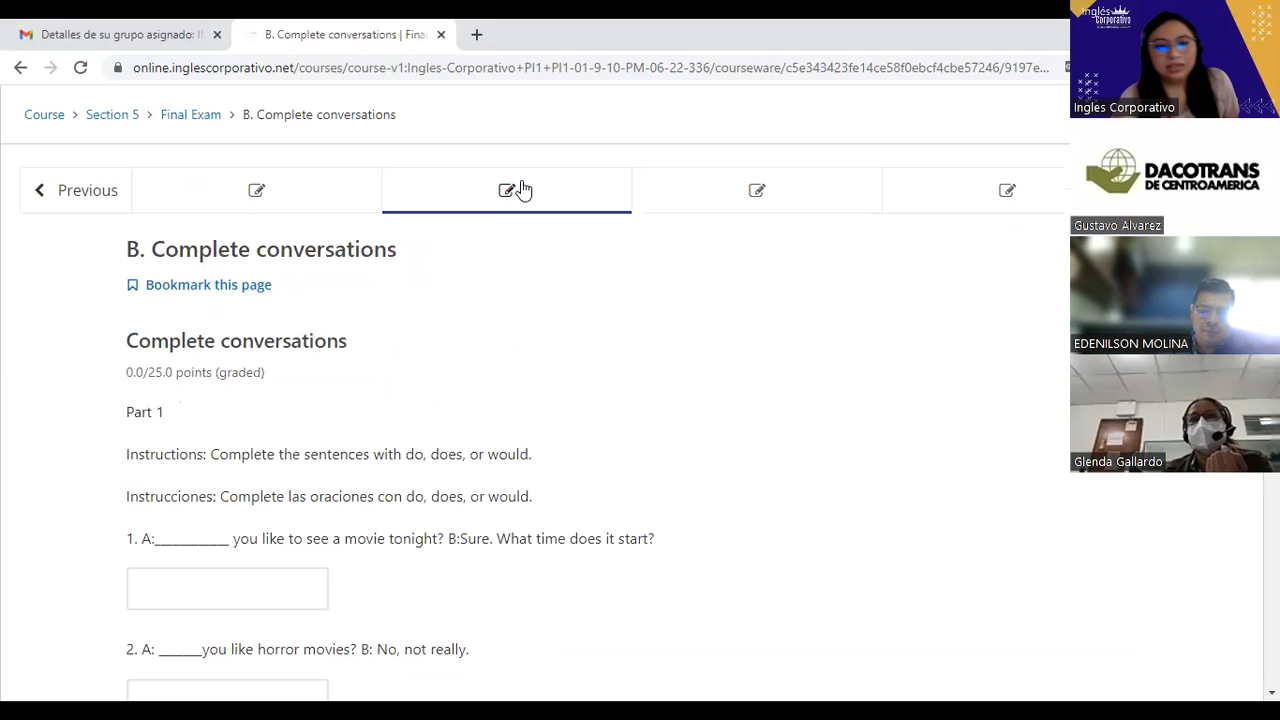 Detalles de su grupo asignado: I
B. Complete conversations | Fina
online.inglescorporativo.net/courses/course-v1:Ingles-Corporativo+PI1+PI1-01-9-10-PM-06-22-336/courseware/c5e343423fe14ce58f0ebcf4cbe57246/9197e...
Course > Section 5 > Final Exam > B. Complete conversations
Previous
B. Complete conversations
Bookmark this page
Complete conversations
0.0/25.0 points (graded)
Part 1
Instructions: Complete the sentences with do, does, or would.
Instrucciones: Complete las oraciones con do, does, or would.
1. A:___________ you like to see a movie tonight? B:Sure. What time does it start?
2. A: ______you like horror movies? B: No, not really.
Inglés
Corporativo
Ingles Corporativo
DACOTRANS
DE CENTROAMERICA
Gustavo Alvarez
EDENILSON MOLINA
Glenda Gallardo